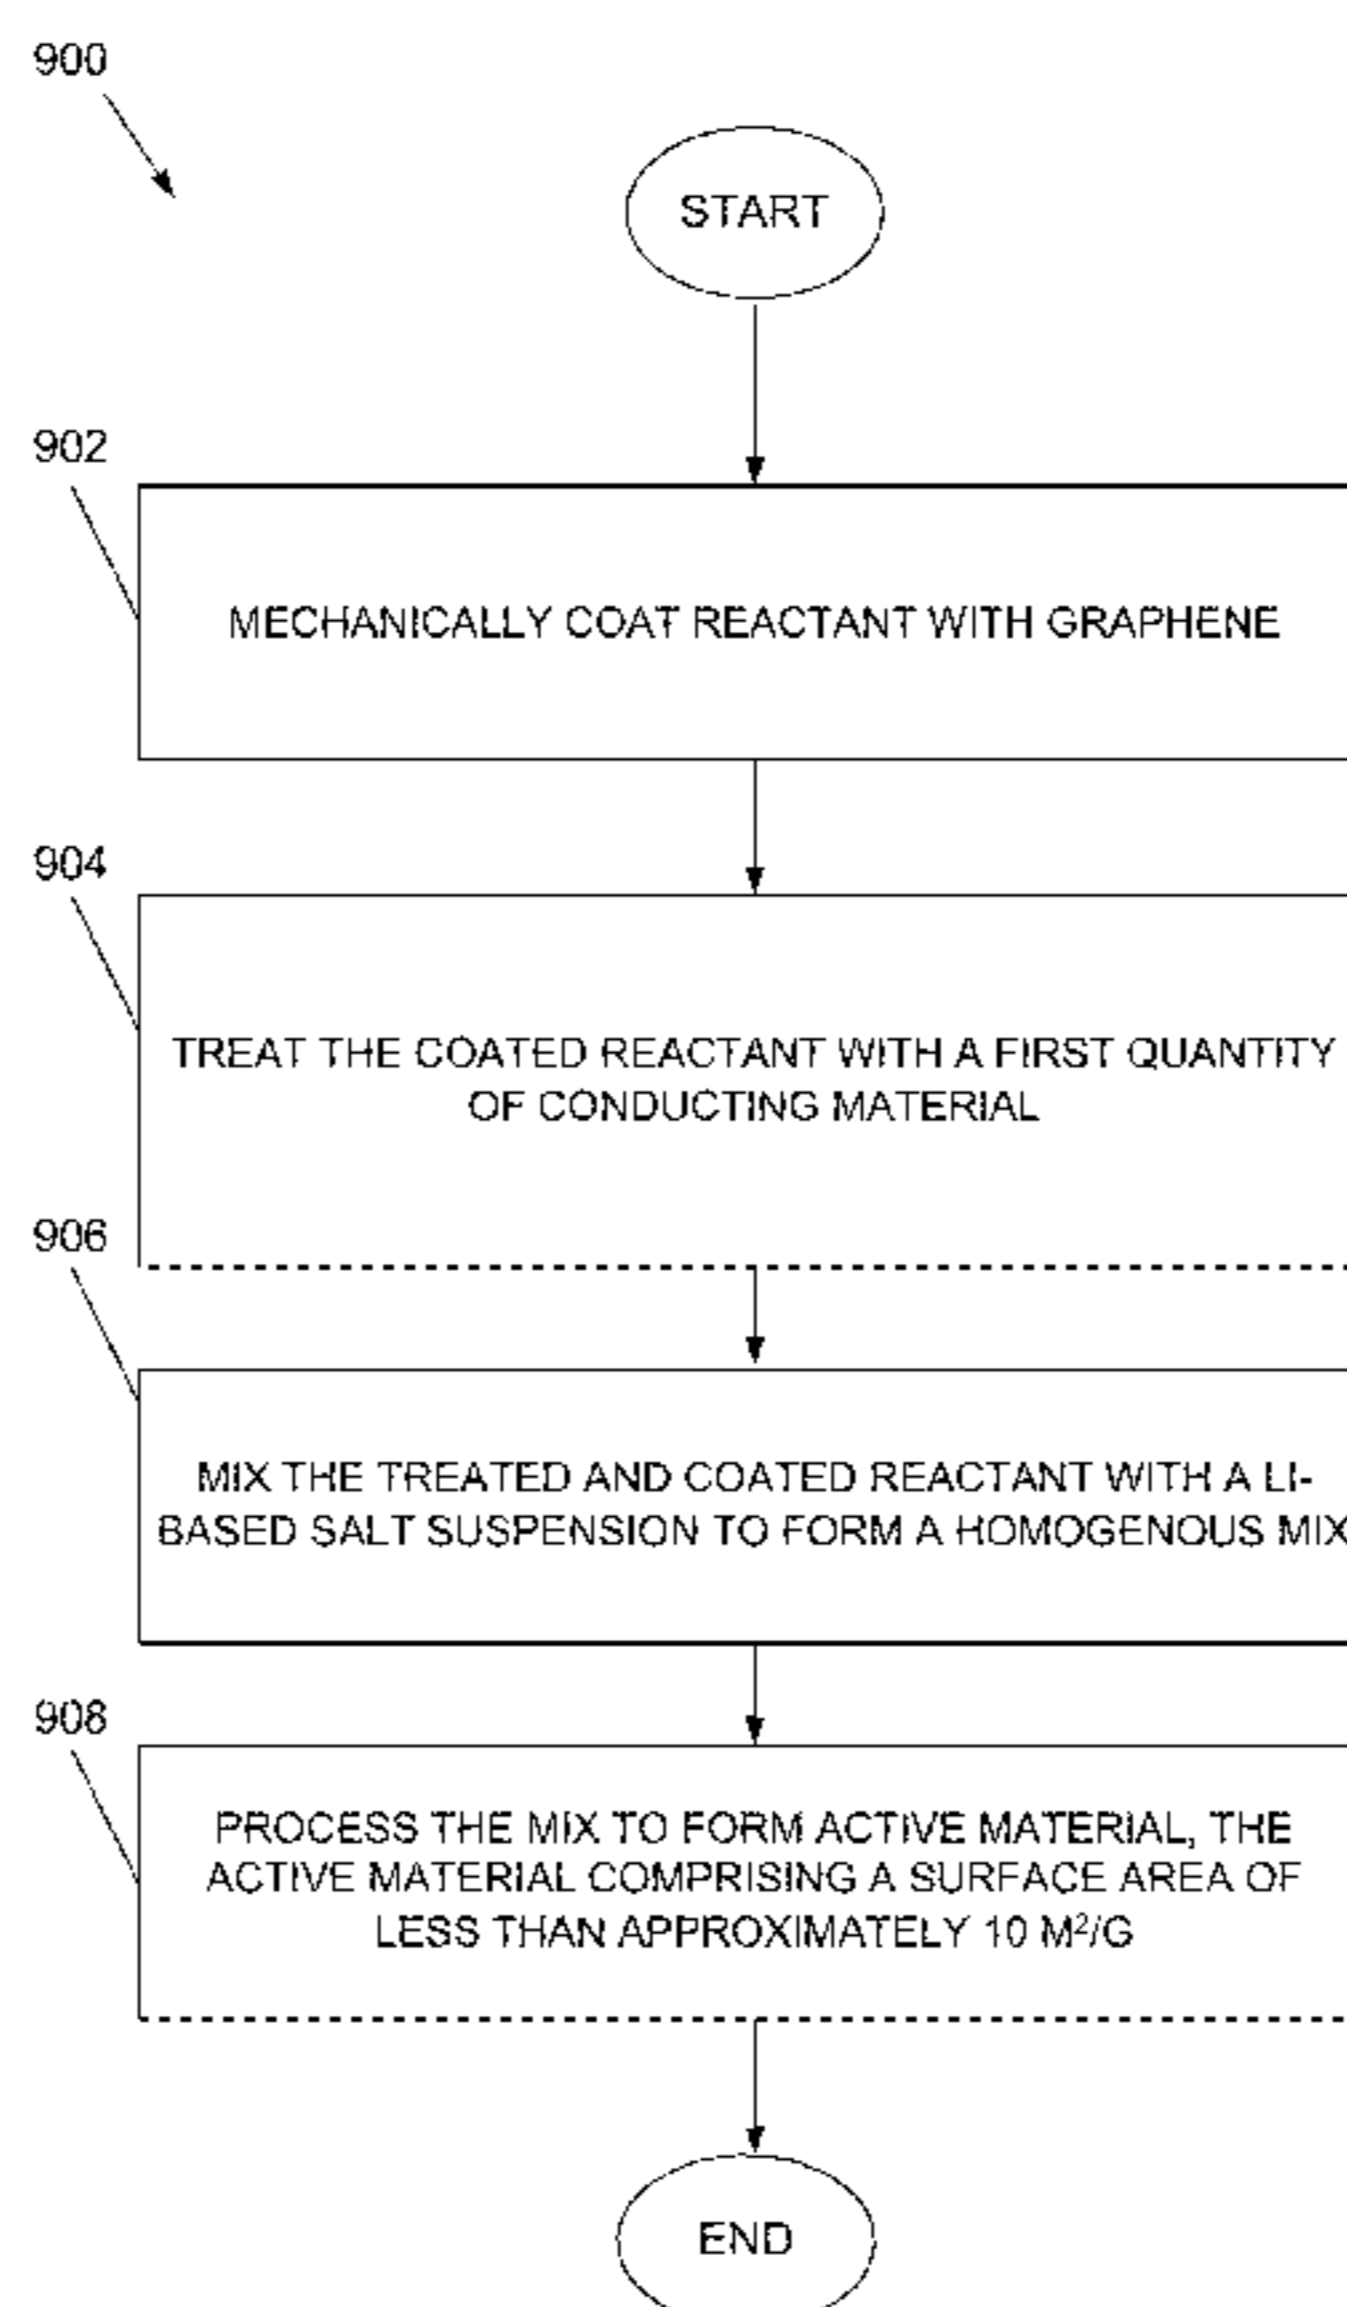 900
START
902
MECHANICALLY COAT REACTANT WITH GRAPHENE
904
TREAT THE COATED REACTANT WITH A FIRST QUANTITY
OF CONDUCTING MATERIAL
906
MIX THE TREATED AND COATED REACTANT WITH A LI-
BASED SALT SUSPENSION TO FORM A HOMOGENOUS MIX
908
PROCESS THE MIX TO FORM ACTIVE MATERIAL, THE
ACTIVE MATERIAL COMPRISING A SURFACE AREA OF
LESS THAN APPROXIMATELY 10 M²/G
END